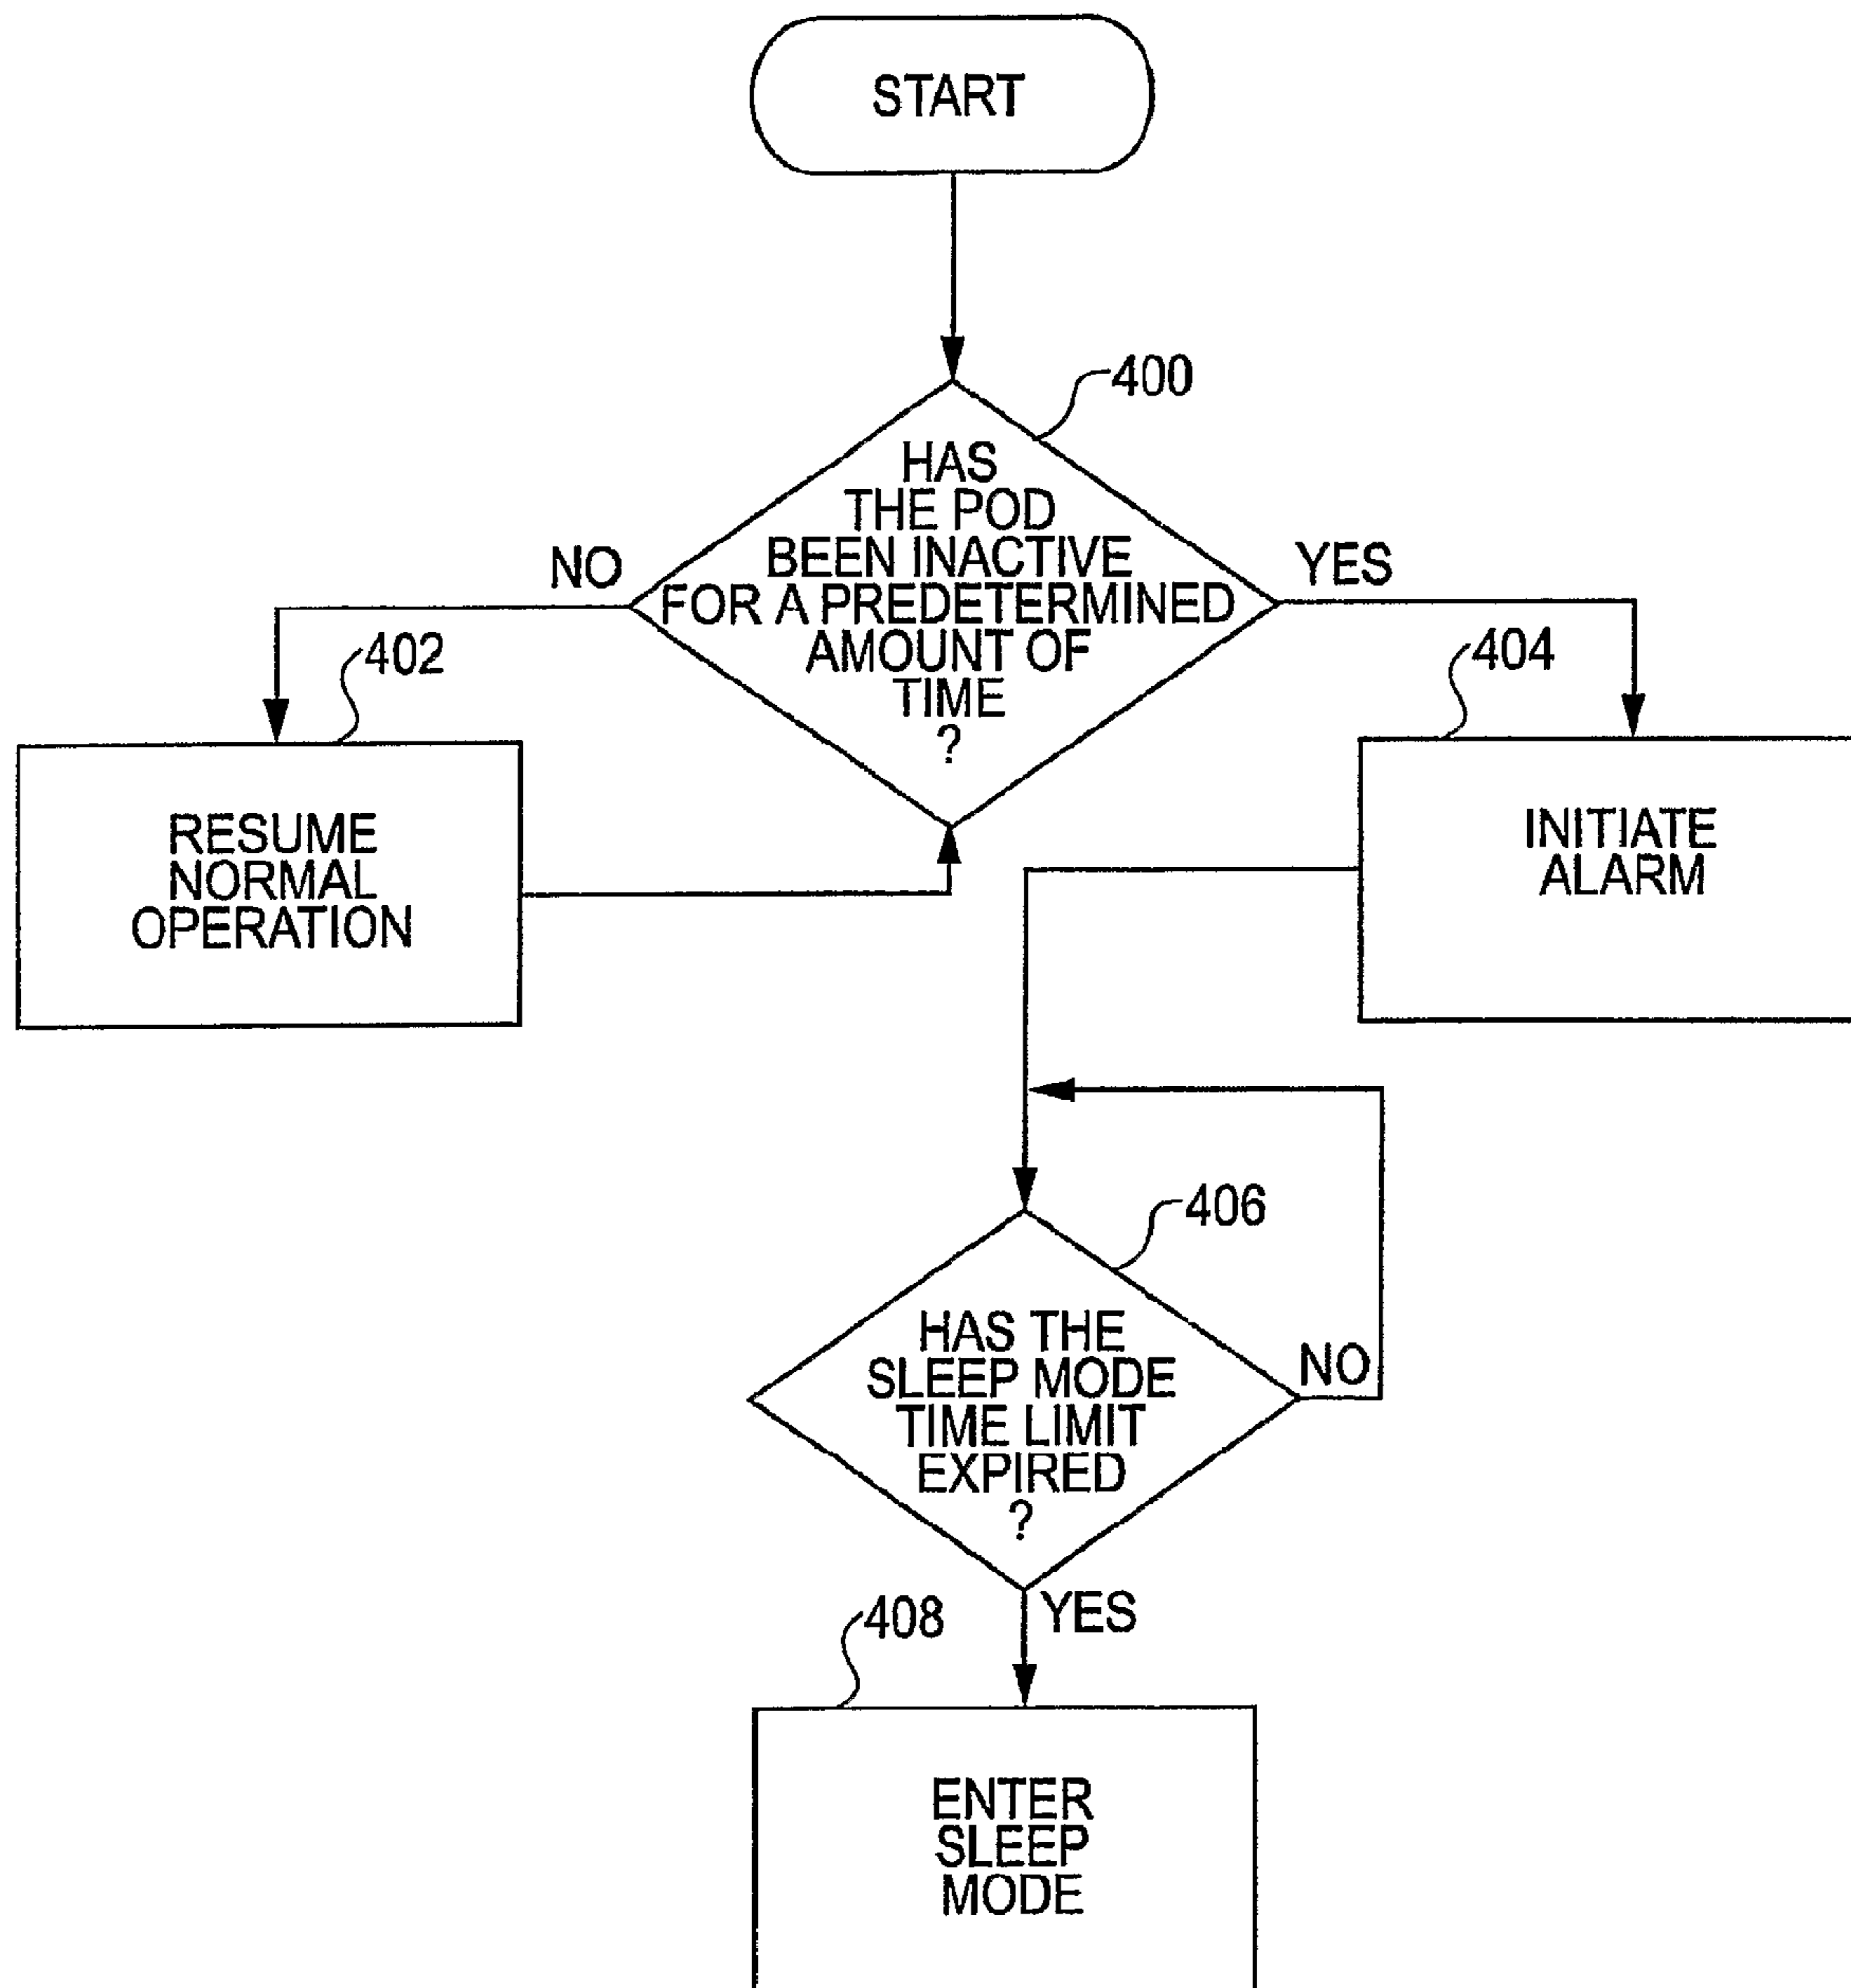 START
400
HAS
THE POD
BEEN INACTIVE
FOR A PREDETERMINED
AMOUNT OF
TIME
?
NO
YES
402
404
RESUME
NORMAL
OPERATION
INITIATE
ALARM
406
HAS THE
SLEEP MODE
TIME LIMIT
EXPIRED
?
NO
YES
408
ENTER
SLEEP
MODE